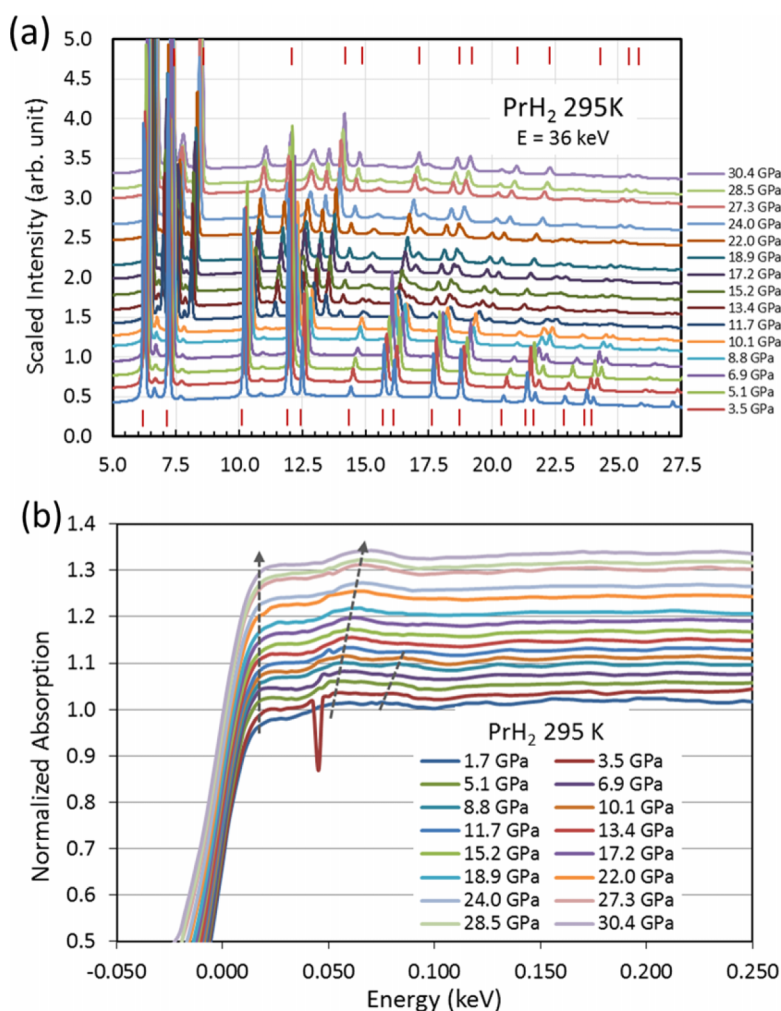 (a)
5.0
4.5
4.0
3.5
3.0
2.5
2.0
1.5
1.0
0.5
0.0
Scaled Intensity (arb. unit)
PrH₂ 295K
E = 36 keV
30.4 GPa
28.5 GPa
27.3 GPa
24.0 GPa
22.0 GPa
18.9 GPa
17.2 GPa
15.2 GPa
13.4 GPa
11.7 GPa
10.1 GPa
8.8 GPa
6.9 GPa
5.1 GPa
3.5 GPa
5.0 7.5 10.0 12.5 15.0 17.5 20.0 22.5 25.0 27.5
(b)
1.4
1.3
1.2
1.1
1.0
0.9
0.8
0.7
0.6
0.5
Normalized Absorption
PrH₂ 295 K
1.7 GPa 3.5 GPa
5.1 GPa 6.9 GPa
8.8 GPa 10.1 GPa
11.7 GPa 13.4 GPa
15.2 GPa 17.2 GPa
18.9 GPa 22.0 GPa
24.0 GPa 27.3 GPa
28.5 GPa 30.4 GPa
-0.050 0.000 0.050 0.100 0.150 0.200 0.250
Energy (keV)